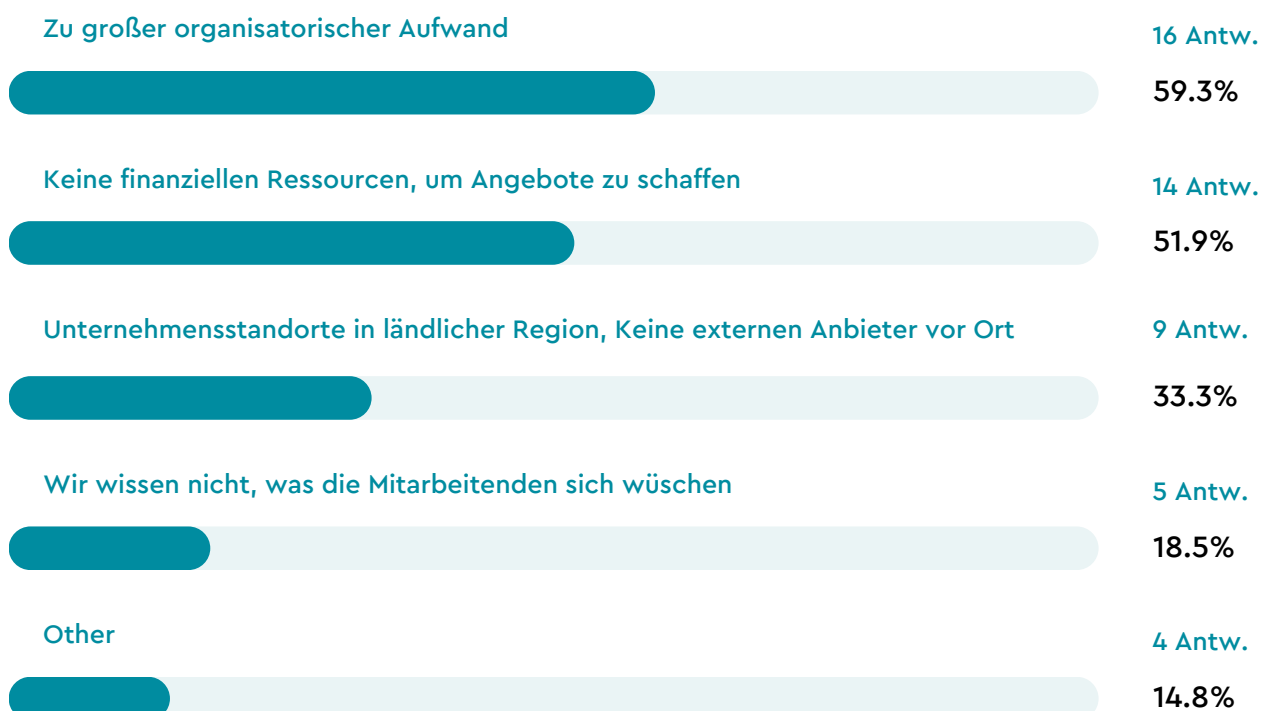 Zu großer organisatorischer Aufwand
16 Antw.
59.3%
Keine finanziellen Ressourcen, um Angebote zu schaffen
14 Antw.
51.9%
Unternehmensstandorte in ländlicher Region, Keine externen Anbieter vor Ort
9 Antw.
33.3%
Wir wissen nicht, was die Mitarbeitenden sich wüschen
5 Antw.
18.5%
Other
4 Antw.
14.8%